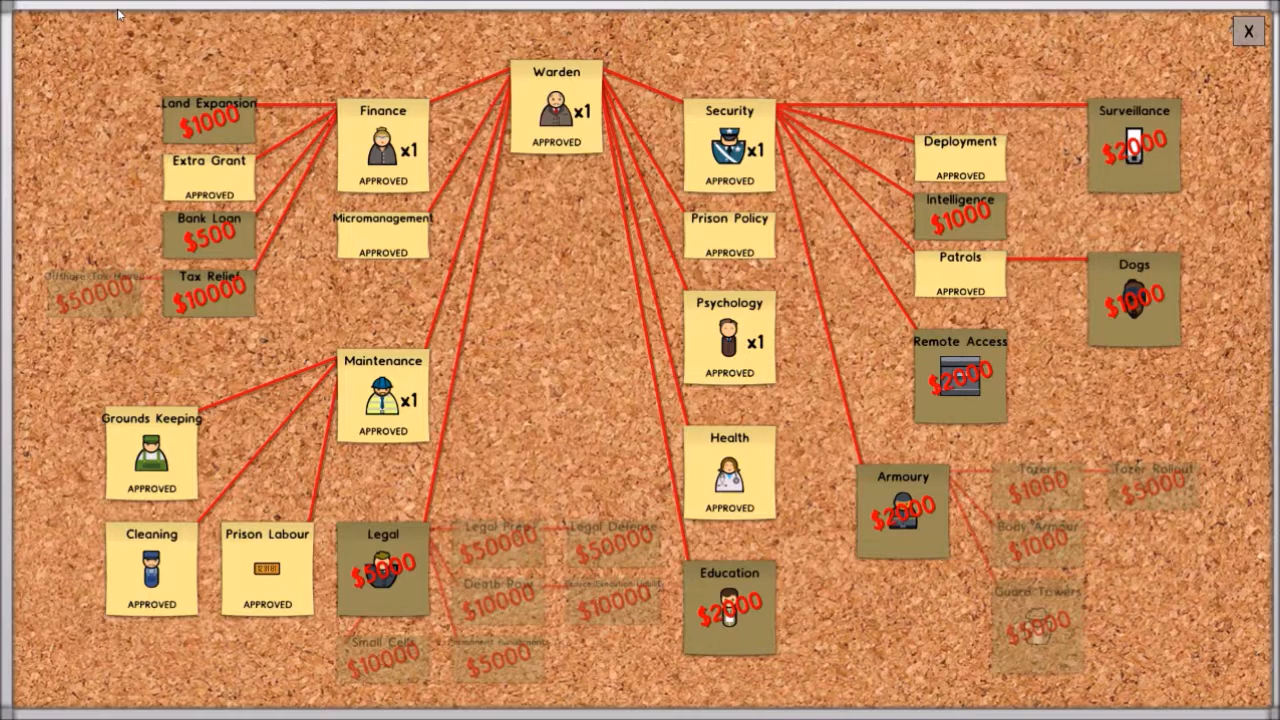 X
Warden
x1
APPROVED
Land Expansion
$1000
Finance
x1
APPROVED
Security
x1
APPROVED
Surveillance
$2000
Deployment
APPROVED
Extra Grant
APPROVED
Intelligence
$1000
Bank Loan
$500
Micromanagement
APPROVED
Prison Policy
APPROVED
Patrols
APPROVED
Dogs
$1000
$50000
Tax Relief
$10000
Psychology
x1
APPROVED
Remote Access
$2000
Maintenance
x1
APPROVED
Grounds Keeping
APPROVED
Health
APPROVED
Armoury
$2000
Tazers
$1000
Tazer Rollout
$5000
Cleaning
APPROVED
Prison Labour
APPROVED
Legal
$5000
Legal Prep
$50000
Legal Defense
$50000
Body Armour
$1000
Death Row
$10000
$10000
Education
$2000
Guard Towers
$5000
Small Cells
$10000
$5000